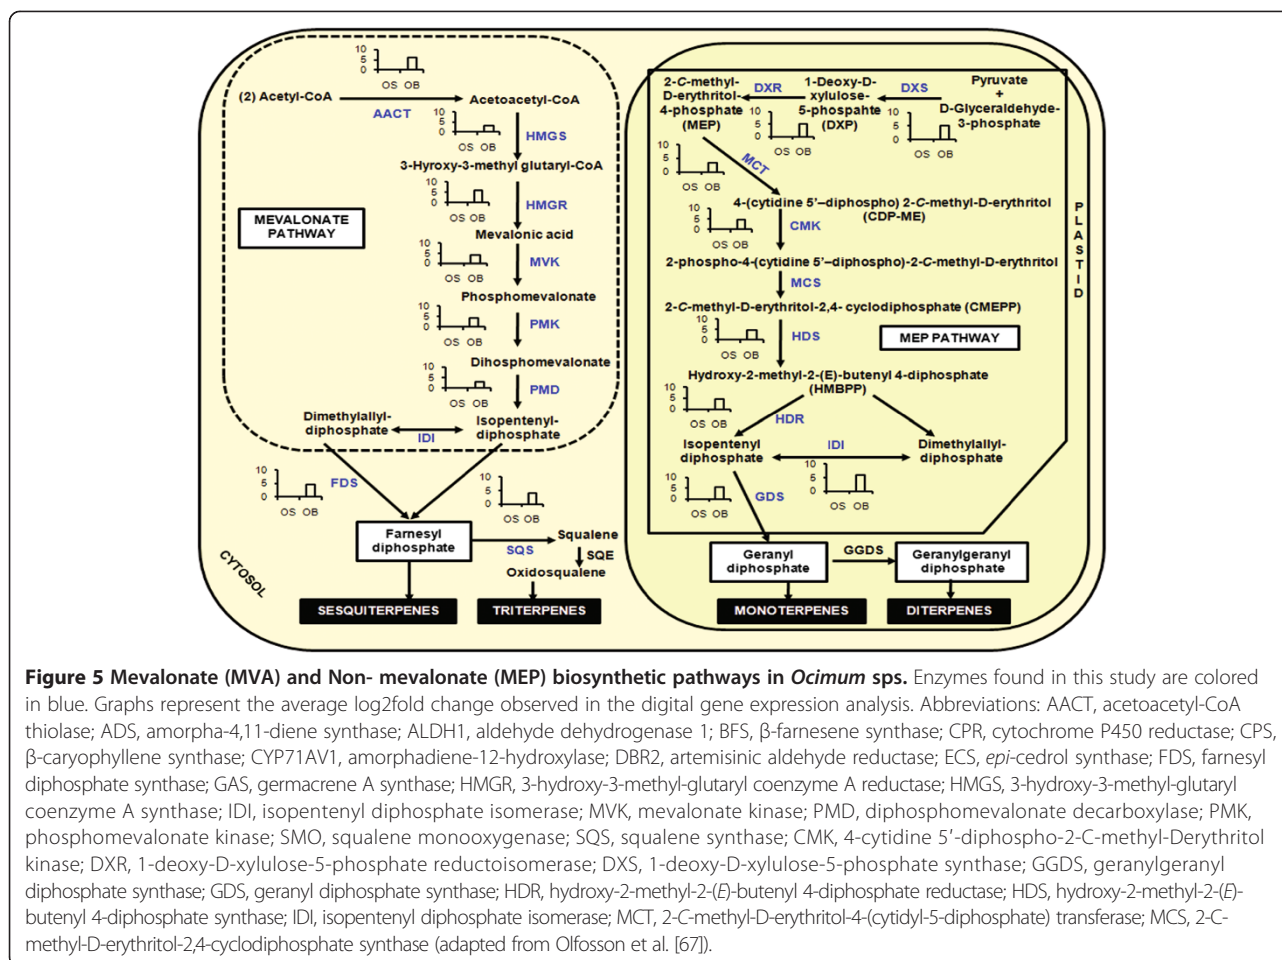 10
5
0
OS OB
(2) Acetyl-CoA
AACT
Acetoacetyl-CoA
10
5
0
OS OB
HMGS
3-Hyroxy-3-methyl glutaryl-CoA
10
5
0
OS OB
HMGR
MEVALONATE
PATHWAY
Mevalonic acid
10
5
0
OS OB
MVK
Phosphomevalonate
10
5
0
OS OB
PMK
Dihosphomevalonate
10
5
0
OS OB
PMD
Dimethylallyl-
diphosphate
IDI
Isopentenyl-
diphosphate
10
5
0
OS OB
FDS
10
5
0
OS OB
Farnesyl
diphosphate
SQS
Squalene
SQE
Oxidosqualene
CYTOSOL
SESQUITERPENES
TRITERPENES
2-C-methyl-
D-erythritol-
4-phosphate
(MEP)
DXR
10
5
0
OS OB
1-Deoxy-D-
xylulose-
5-phospahte
(DXP)
DXS
10
5
0
OS OB
Pyruvate
+
D-Glyceraldehyde-
3-phosphate
10
5
0
OS OB
MCT
4-(cytidine 5’–diphospho) 2-C-methyl-D-erythritol
(CDP-ME)
10
5
0
OS OB
CMK
2-phospho-4-(cytidine 5’–diphospho)-2-C-methyl-D-erythritol
MCS
2-C-methyl-D-erythritol-2,4- cyclodiphosphate (CMEPP)
10
5
0
OS OB
HDS
MEP PATHWAY
PLASTID
Hydroxy-2-methyl-2-(E)-butenyl 4-diphosphate
(HMBPP)
10
5
0
OS OB
HDR
Isopentenyl
diphosphate
IDI
Dimethylallyl-
diphosphate
10
5
0
OS OB
GDS
10
5
0
OS OB
Geranyl
diphosphate
GGDS
Geranylgeranyl
diphosphate
MONOTERPENES
DITERPENES
Figure 5 Mevalonate (MVA) and Non- mevalonate (MEP) biosynthetic pathways in Ocimum sps. Enzymes found in this study are colored
in blue. Graphs represent the average log2fold change observed in the digital gene expression analysis. Abbreviations: AACT, acetoacetyl-CoA
thiolase; ADS, amorpha-4,11-diene synthase; ALDH1, aldehyde dehydrogenase 1; BFS, β-farnesene synthase; CPR, cytochrome P450 reductase; CPS,
β-caryophyllene synthase; CYP71AV1, amorphadiene-12-hydroxylase; DBR2, artemisinic aldehyde reductase; ECS, epi-cedrol synthase; FDS, farnesyl
diphosphate synthase; GAS, germacrene A synthase; HMGR, 3-hydroxy-3-methyl-glutaryl coenzyme A reductase; HMGS, 3-hydroxy-3-methyl-glutaryl
coenzyme A synthase; IDI, isopentenyl diphosphate isomerase; MVK, mevalonate kinase; PMD, diphosphomevalonate decarboxylase; PMK,
phosphomevalonate kinase; SMO, squalene monooxygenase; SQS, squalene synthase; CMK, 4-cytidine 5′-diphospho-2-C-methyl-Derythritol
kinase; DXR, 1-deoxy-D-xylulose-5-phosphate reductoisomerase; DXS, 1-deoxy-D-xylulose-5-phosphate synthase; GGDS, geranylgeranyl
diphosphate synthase; GDS, geranyl diphosphate synthase; HDR, hydroxy-2-methyl-2-(E)-butenyl 4-diphosphate reductase; HDS, hydroxy-2-methyl-2-(E)-
butenyl 4-diphosphate synthase; IDI, isopentenyl diphosphate isomerase; MCT, 2-C-methyl-D-erythritol-4-(cytidyl-5-diphosphate) transferase; MCS, 2-C-
methyl-D-erythritol-2,4-cyclodiphosphate synthase (adapted from Olfosson et al. [67]).